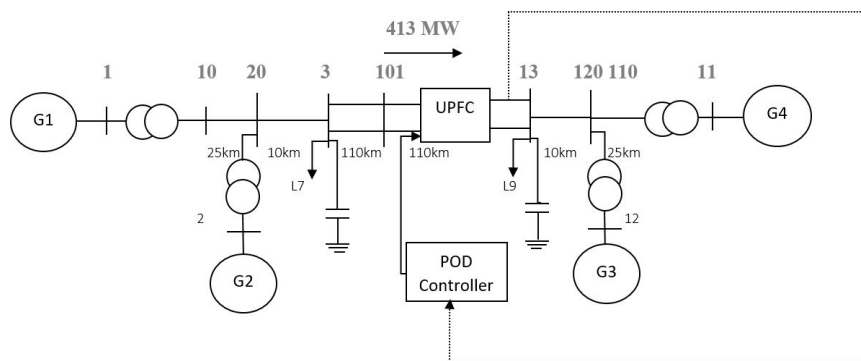 413 MW
1 10 20 3 101 13 120 110 11
G1 UPFC G4
25km 10km 110km 110km 10km 25km
L7 L9
2 12
POD
Controller
G2 G3